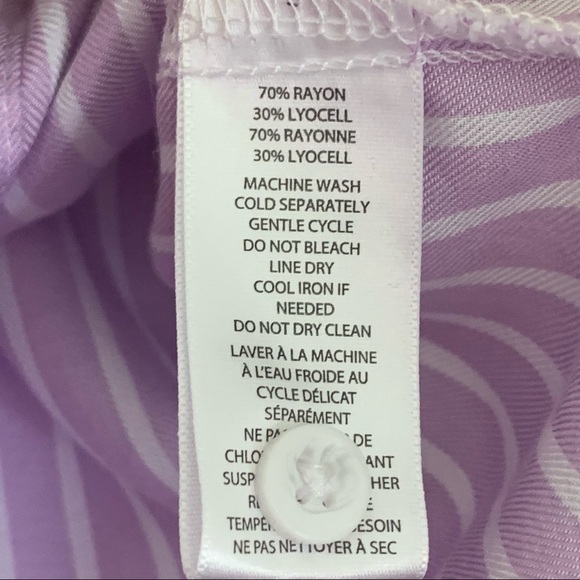 70% RAYON
30% LYOCELL
70% RAYONNE
30% LYOCELL
MACHINE WASH
COLD SEPARATELY
GENTLE CYCLE
DO NOT BLEACH
LINE DRY
COOL IRON IF
NEEDED
DO NOT DRY CLEAN
LAVER À LA MACHINE
À L'EAU FROIDE AU
CYCLE DÉLICAT
SÉPARÉMENT
NE DE
NE PAS NETTOYER À SEC